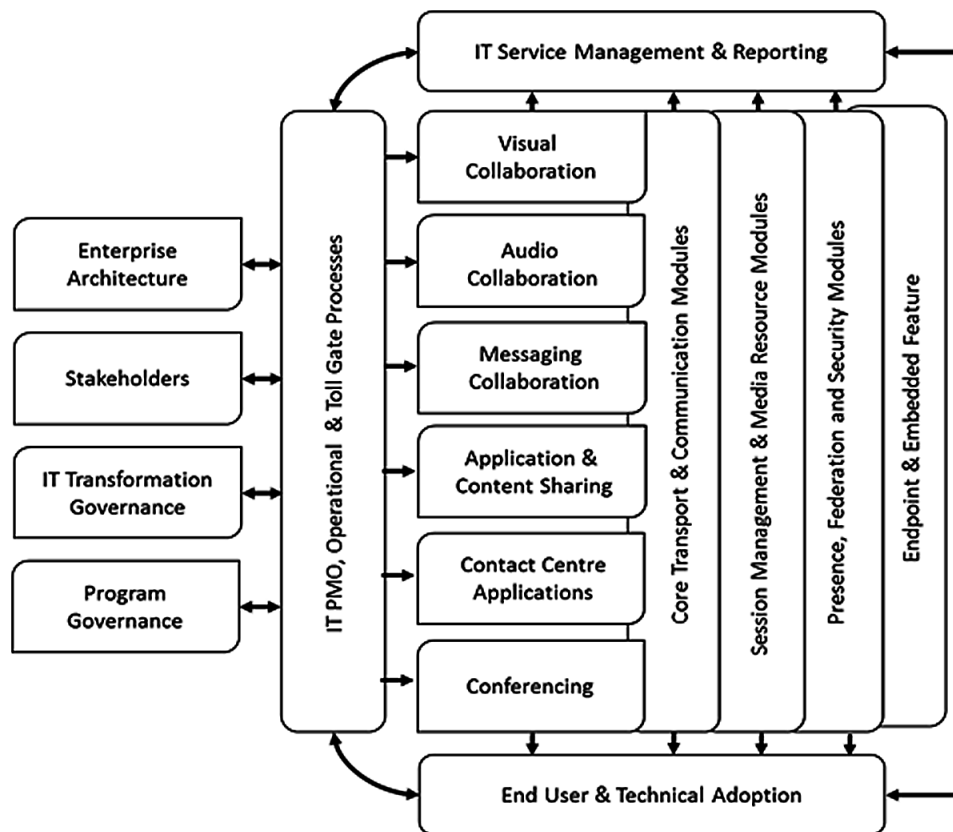 IT Service Management & Reporting
Enterprise
Architecture
Stakeholders
IT Transformation
Governance
Program
Governance
IT PMO, Operational & Toll Gate Processes
Visual
Collaboration
Audio
Collaboration
Messaging
Collaboration
Application &
Content Sharing
Contact Centre
Applications
Conferencing
Core Transport & Communication Modules
Session Management & Media Resource Modules
Presence, Federation and Security Modules
Endpoint & Embedded Feature
End User & Technical Adoption